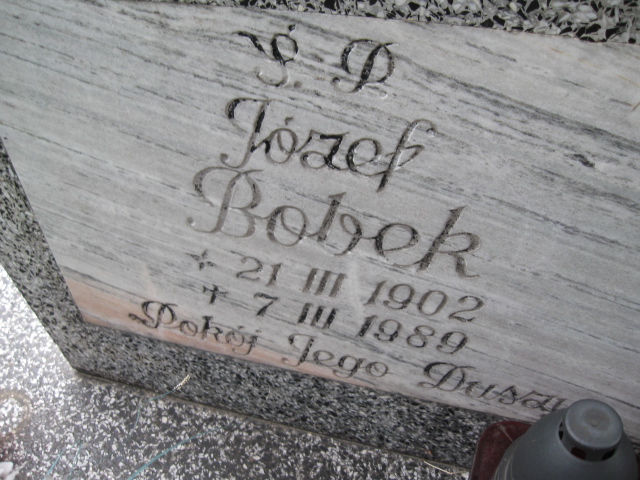 Ś. P
Józef
Bobek
* 21 III 1902
+ 7 III 1989
Pokój Jego Duszy